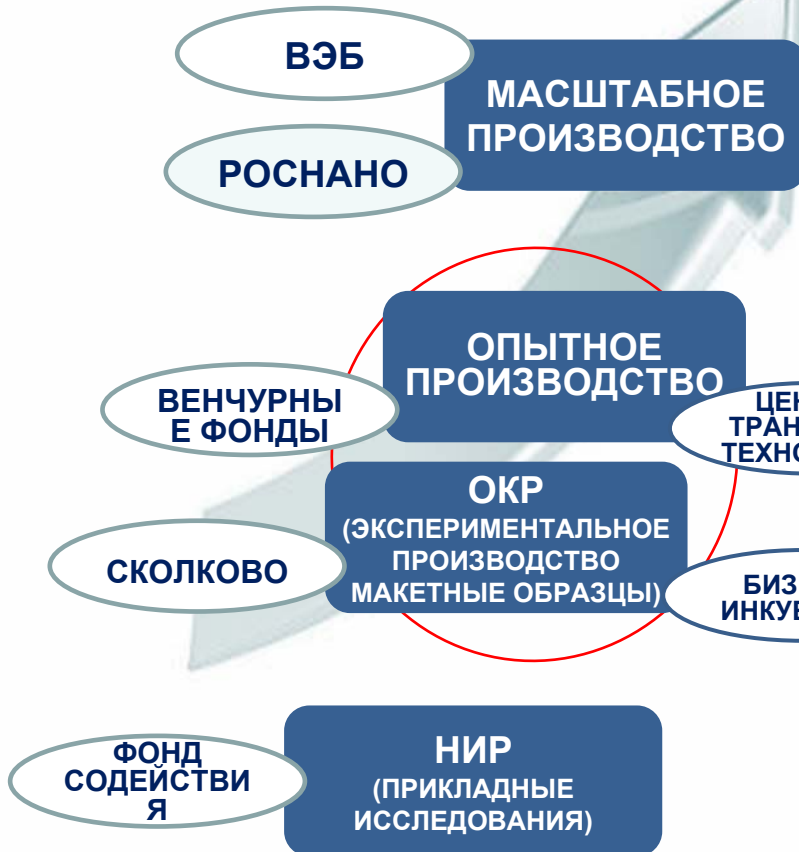 ВЭБ
МАСШТАБНОЕ
ПРОИЗВОДСТВО
РОСНАНО
ОПЫТНОЕ
ПРОИЗВОДСТВО
ВЕНЧУРНЫ
Е ФОНДЫ
ОКР
(ЭКСПЕРИМЕНТАЛЬНОЕ
ПРОИЗВОДСТВО
МАКЕТНЫЕ ОБРАЗЦЫ)
СКОЛКОВО
ФОНД
СОДЕЙСТВИ
Я
НИР
(ПРИКЛАДНЫЕ
ИССЛЕДОВАНИЯ)